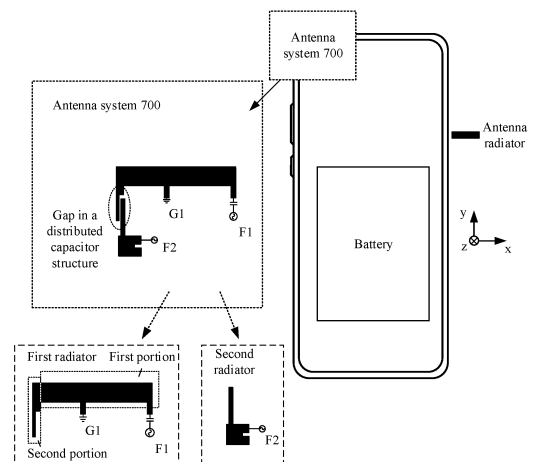 Antenna
system 700
Antenna system 700
Antenna
radiator
Gap in a
distributed
capacitor
structure
G1
F1
F2
y
z
x
Battery
First radiator
First portion
G1
F1
Second portion
Second
radiator
F2